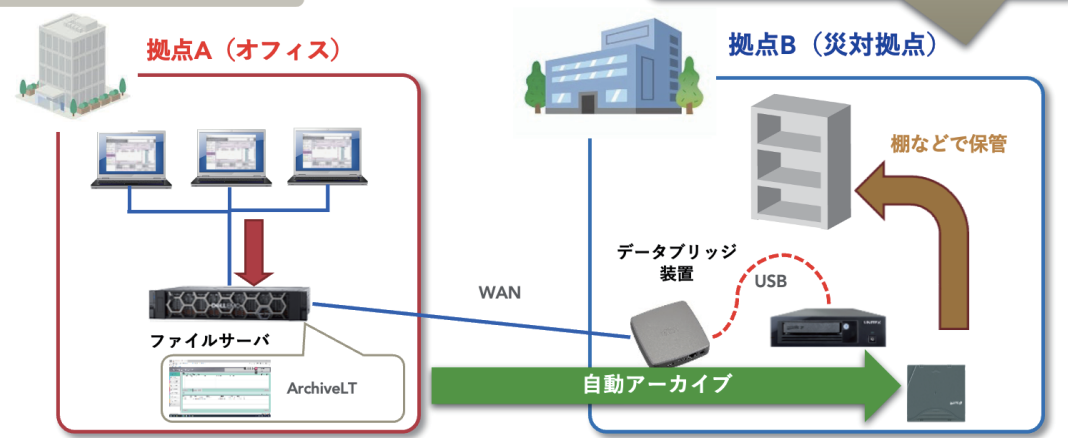 拠点A（オフィス）
拠点B（災対拠点）
棚などで保管
データブリッジ
装置
USB
WAN
ファイルサーバ
ArchiveLT
自動アーカイブ